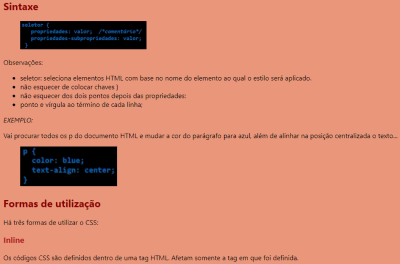 Sintaxe
seletor {
propriedades: valor; /*comentário*/
propriedades-subpropriedades: valor;
}
Observações:
seletor: seleciona elementos HTML com base no nome do elemento ao qual o estilo será aplicado.
não esquecer de colocar chaves }
não esquecer dos dois pontos depois das propriedades:
ponto e vírgula ao término de cada linha;
EXEMPLO:
Vai procurar todos os p do documento HTML e mudar a cor do parágrafo para azul, além de alinhar na posição centralizada o texto...
p {
color: blue;
text-align: center;
}
Formas de utilização
Há três formas de utilizar o CSS:
Inline
Os códigos CSS são definidos dentro de uma tag HTML. Afetam somente a tag em que foi definida.